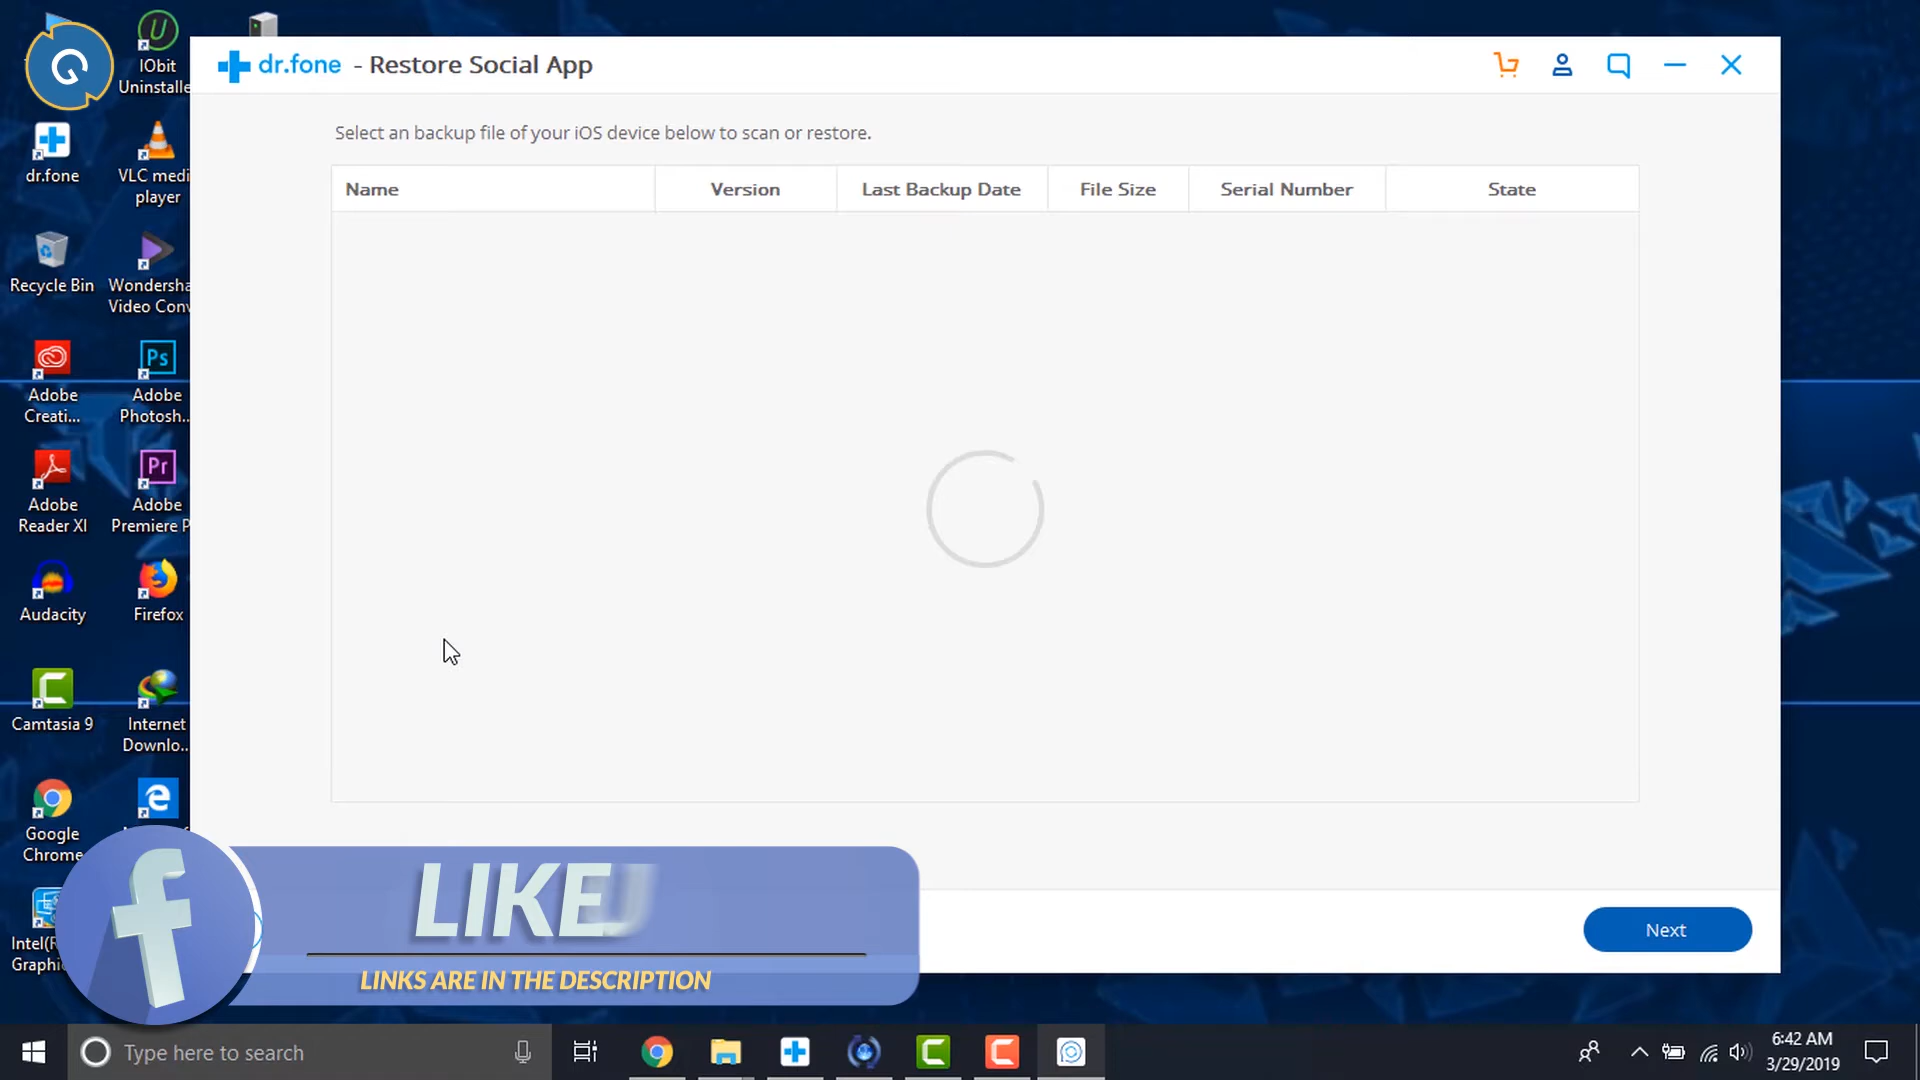 dr.fone - Restore Social App
Select an backup file of your iOS device below to scan or restore.
Name Version Last Backup Date File Size Serial Number State
IObit
Uninstalle
dr.fone
VLC medi
player
Recycle Bin
Wondersha
Video Conv
Adobe
Creati...
Ps
Adobe
Photosh...
Adobe
Reader XI
Pr
Adobe
Premiere P
Audacity
Firefox
Camtasia 9
Internet
Downlo...
Google
Chrome
Intel(R
Graphic
LIKE
LINKS ARE IN THE DESCRIPTION
Next
Type here to search
6:42 AM
3/29/2019